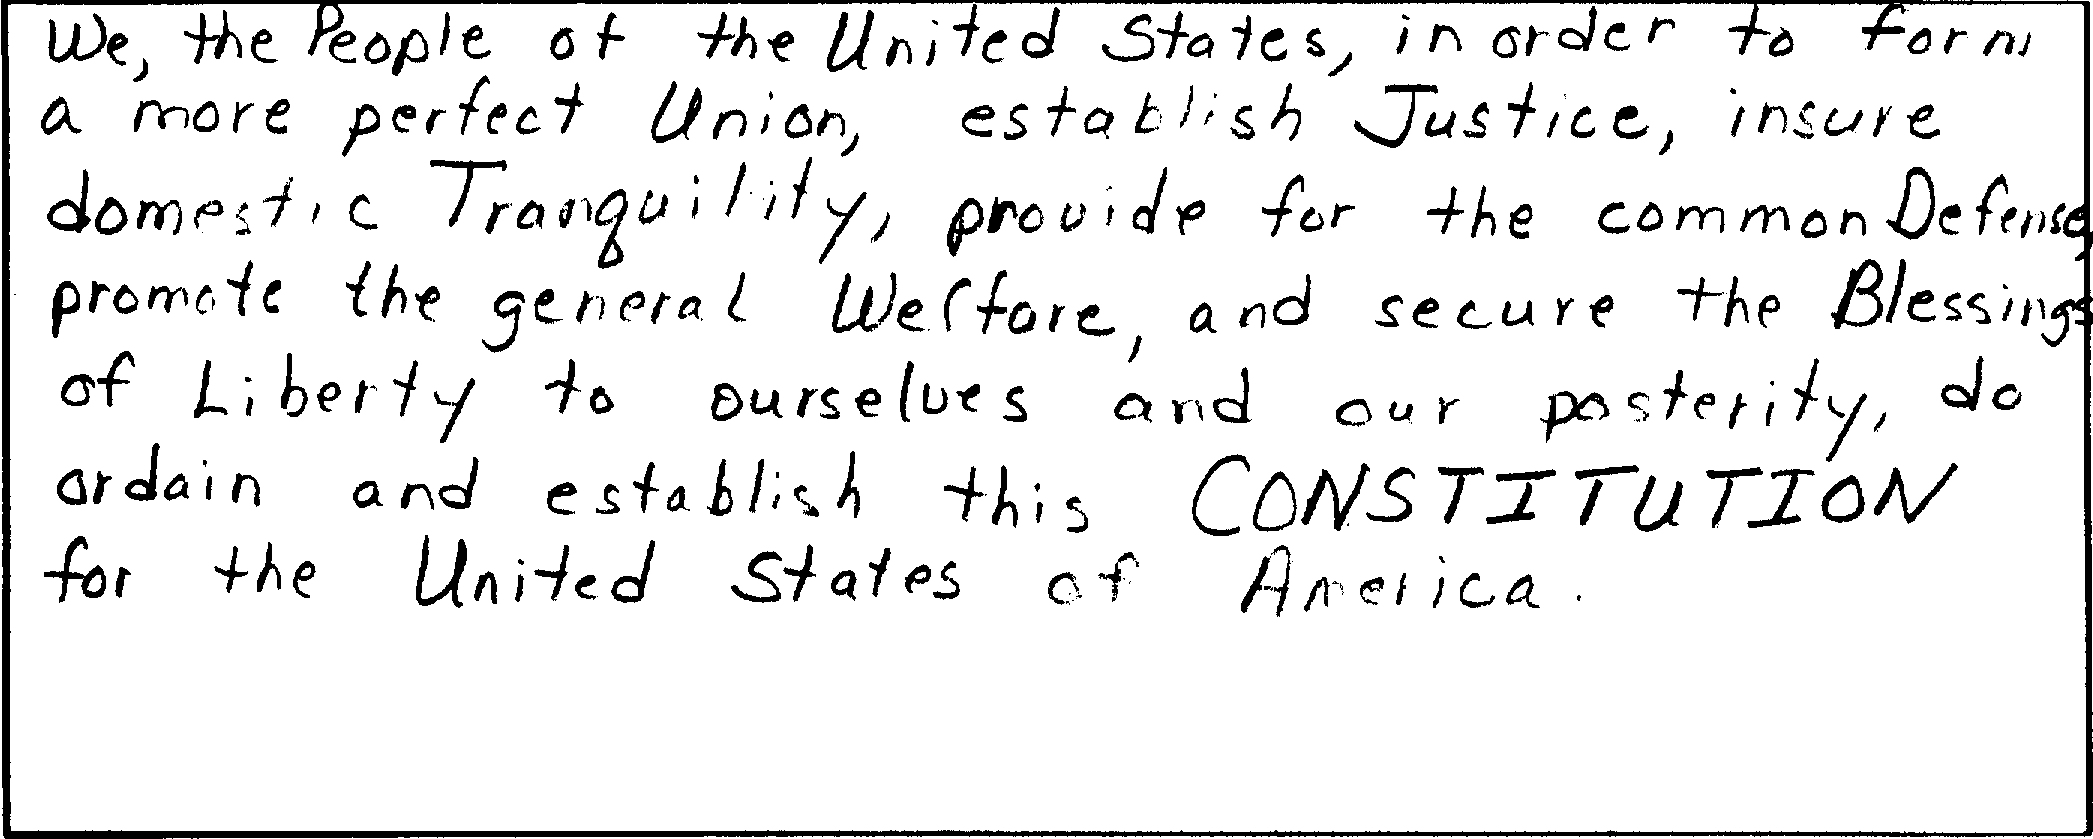 We, the People of the United States, in order to form
a more perfect Union, establish Justice, insure
domestic Tranquility, provide for the common Defense,
promote the general Welfare, and secure the Blessings
of Liberty to ourselves and our posterity, do
ordain and establish this CONSTITUTION
for the United States of America.